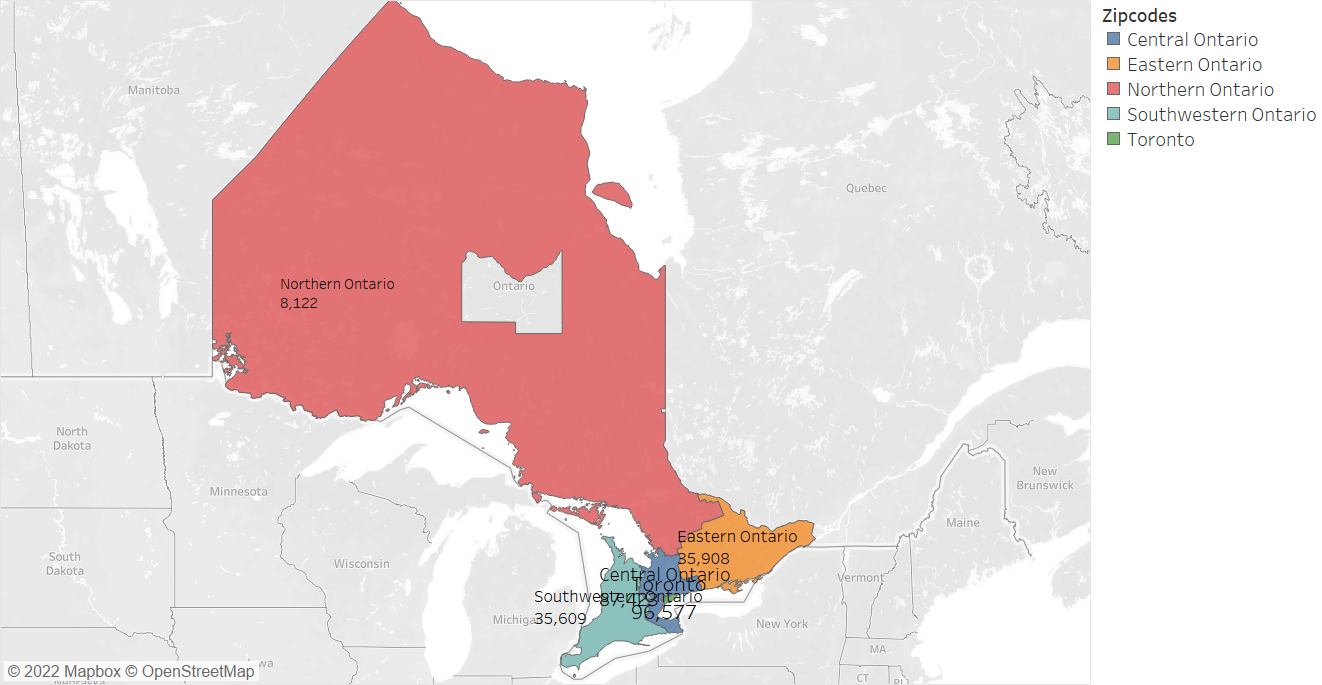 Zipcodes
Central Ontario
Eastern Ontario
Northern Ontario
Southwestern Ontario
Toronto
Manitoba
Quebec
Northern Ontario
8,122
Ontario
North
Dakota
Minnesota
New
Brunswick
Maine
South
Dakota
Wisconsin
Eastern Ontario
35,908
Central Ontario
Toronto
96,577
Southwestern Ontario
35,609
Michigan
Vermont
New York
MA
CT
© 2022 Mapbox © OpenStreetMap